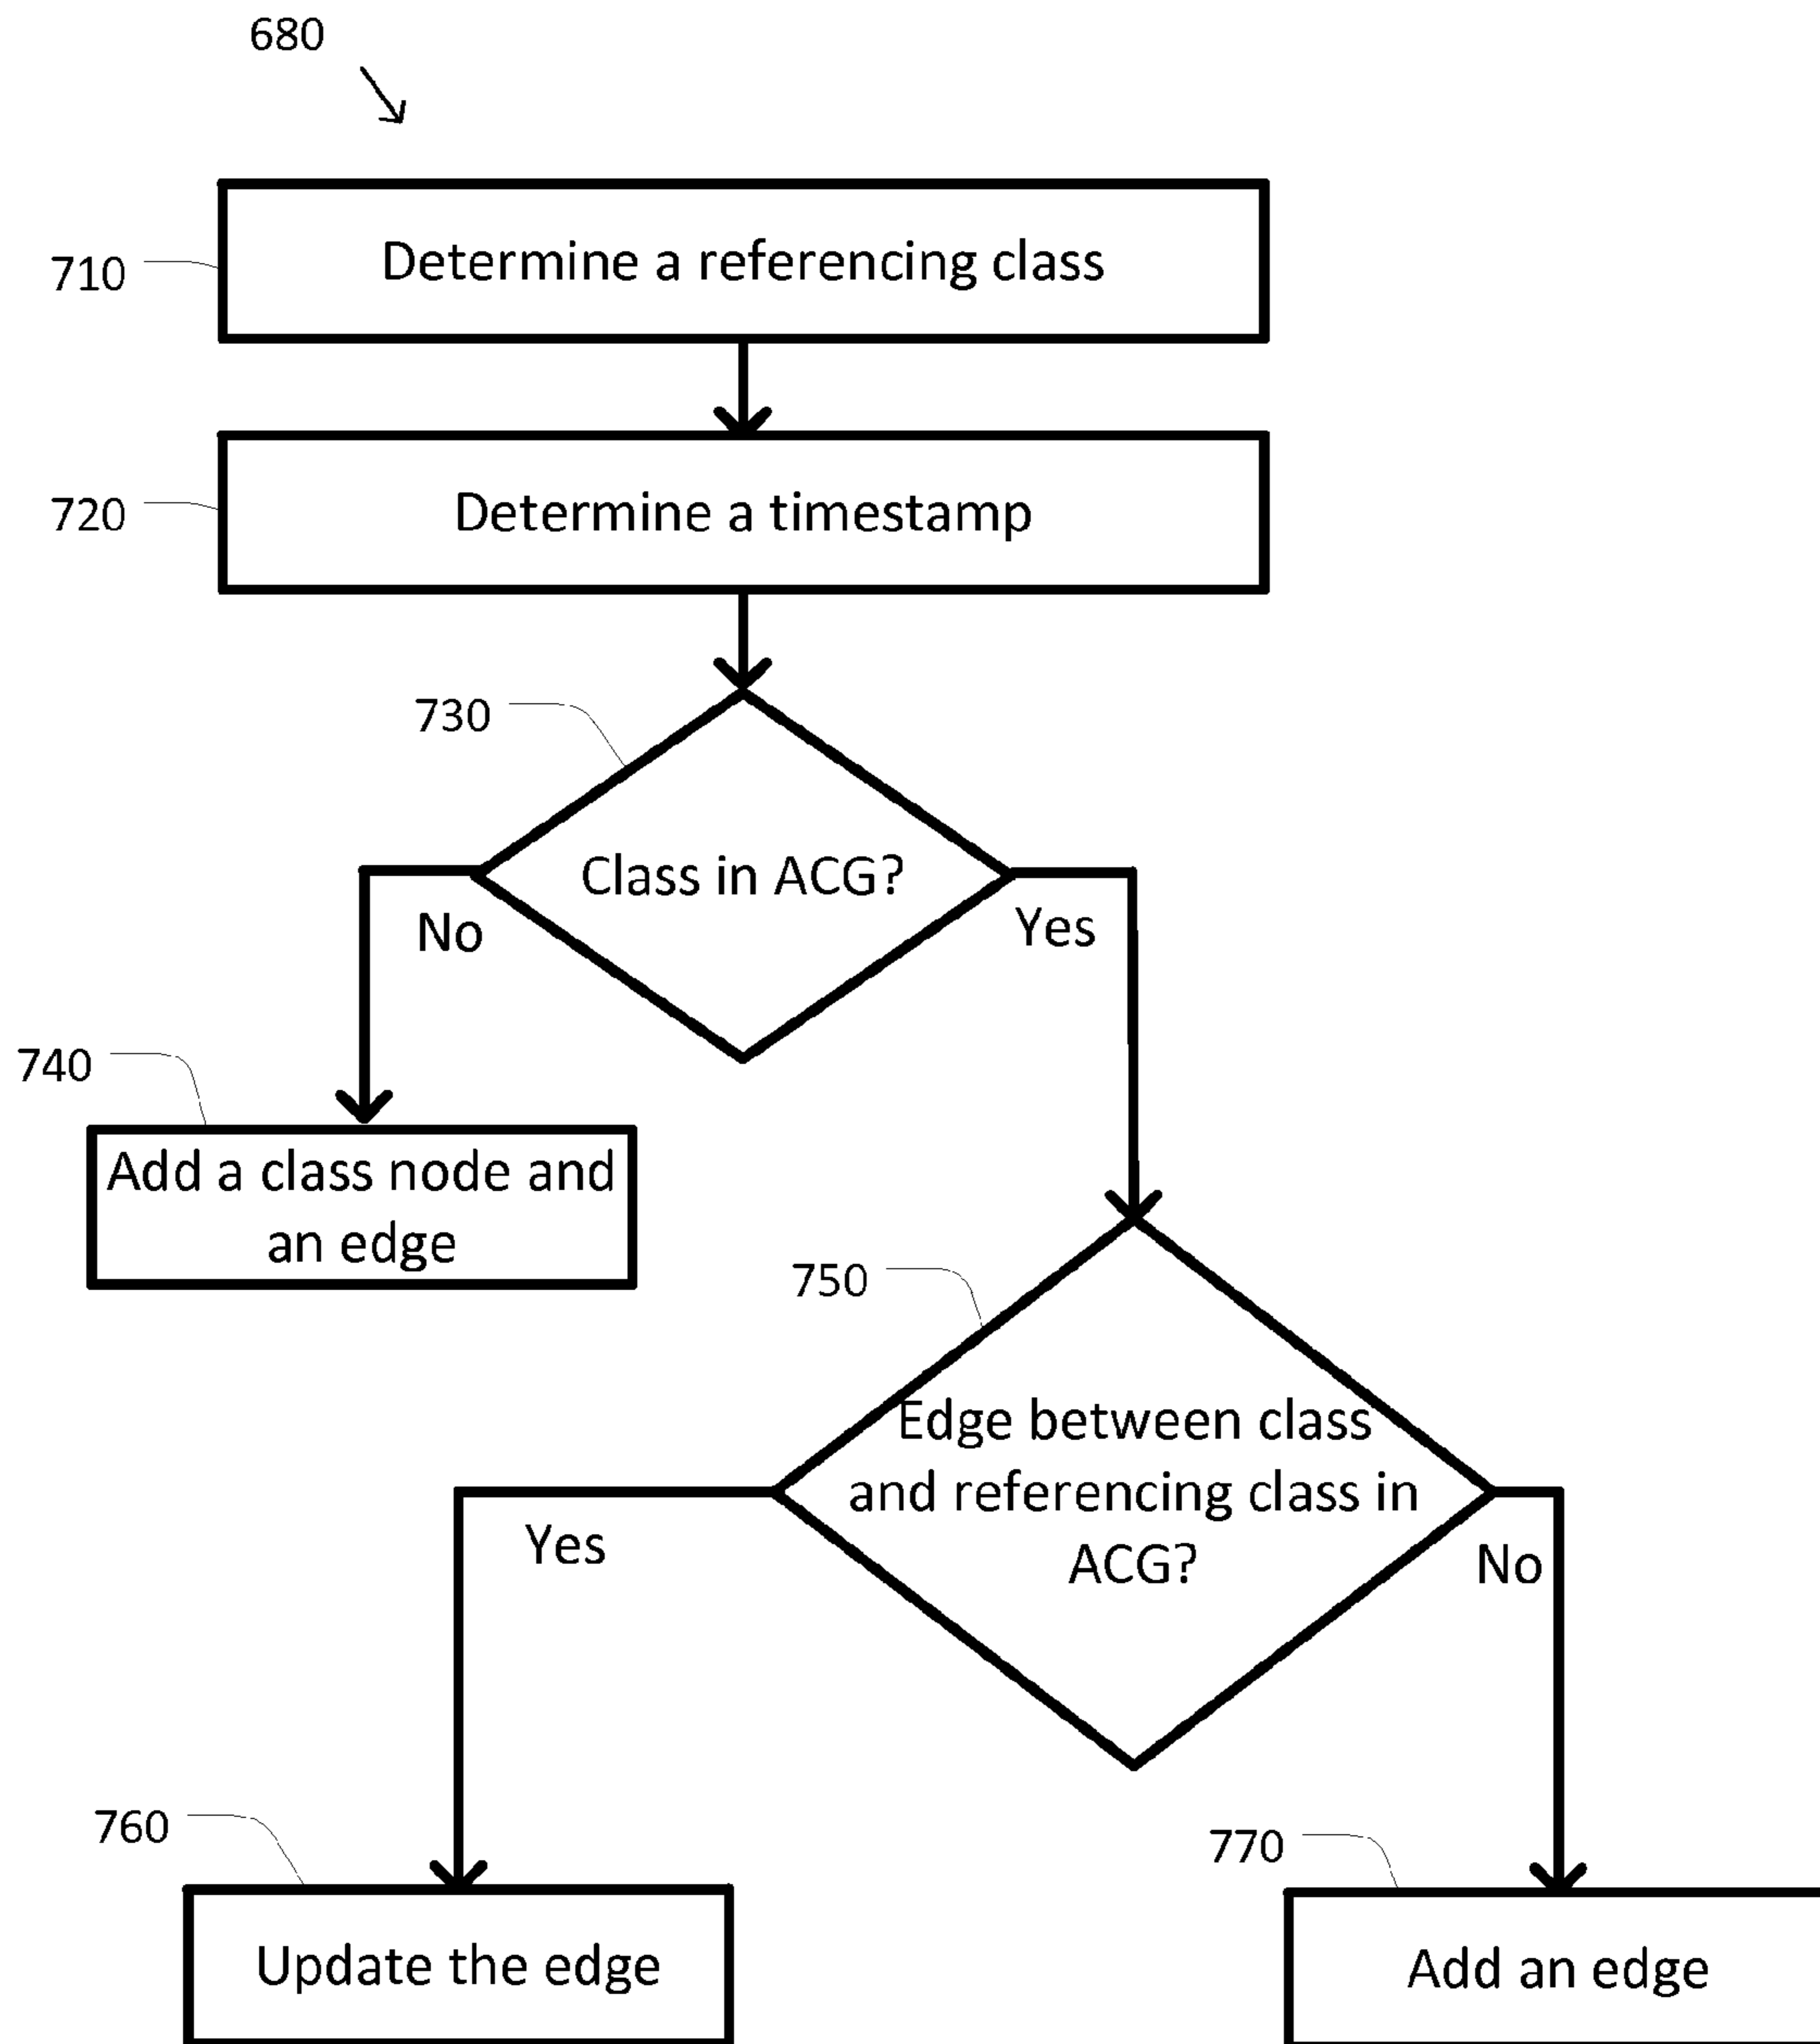 680
710
Determine a referencing class
720
Determine a timestamp
730
Class in ACG?
No
Yes
740
Add a class node and
an edge
750
Edge between class
and referencing class in
ACG?
Yes
No
760
770
Update the edge
Add an edge